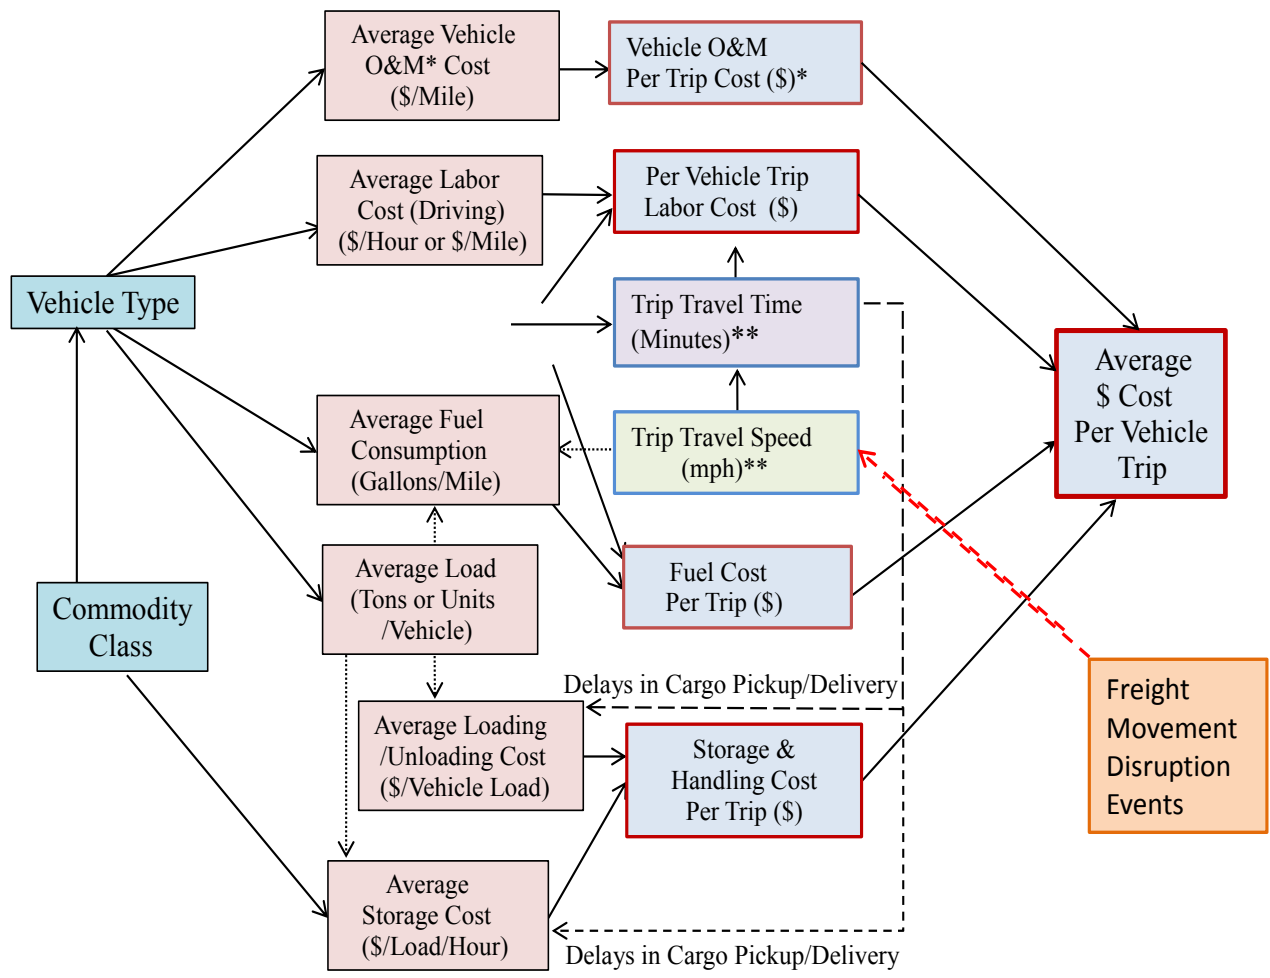 Average Vehicle
O&M* Cost
($/Mile)
Vehicle O&M
Per Trip Cost ($)*
Average Labor
Cost (Driving)
($/Hour or $/Mile)
Per Vehicle Trip
Labor Cost ($)
Vehicle Type
Trip Travel Time
(Minutes)**
Average
$ Cost
Per Vehicle
Trip
Average Fuel
Consumption
(Gallons/Mile)
Trip Travel Speed
(mph)**
Average Load
(Tons or Units
/Vehicle)
Fuel Cost
Per Trip ($)
Commodity
Class
Delays in Cargo Pickup/Delivery
Freight
Movement
Disruption
Events
Average Loading
/Unloading Cost
($/Vehicle Load)
Storage &
Handling Cost
Per Trip ($)
Average
Storage Cost
($/Load/Hour)
Delays in Cargo Pickup/Delivery